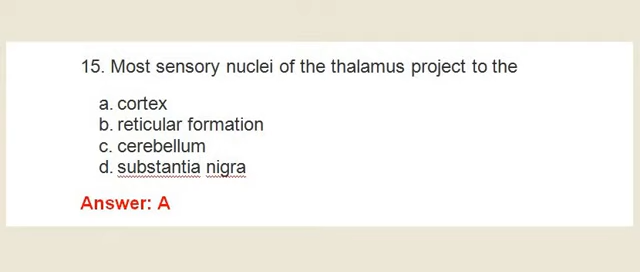 15. Most sensory nuclei of the thalamus project to the
a. cortex
b. reticular formation
c. cerebellum
d. substantia nigra
Answer: A